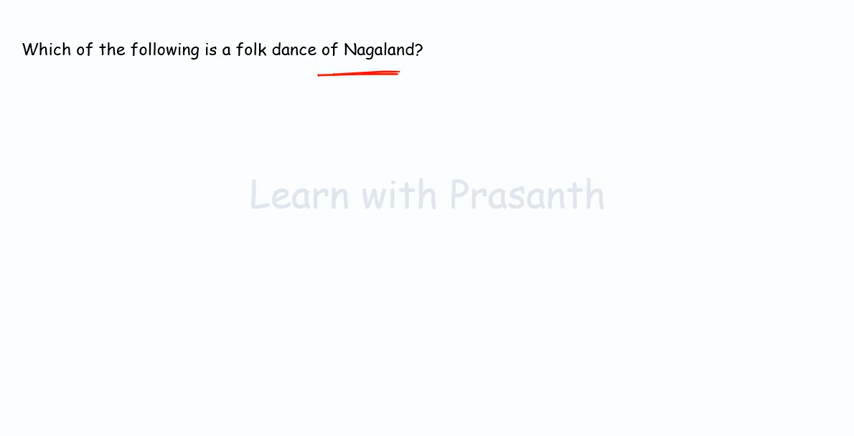 Which of the following is a folk dance of Nagaland?
Learn with Prasanth